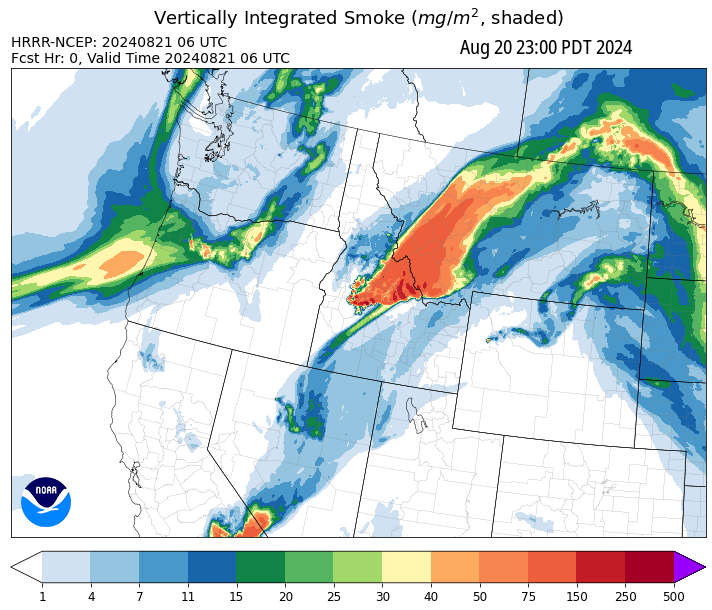 Vertically Integrated Smoke (mg/m², shaded)
HRRR-NCEP: 20240821 06 UTC
Aug 20 23:00 PDT 2024
Fcst Hr: 0, Valid Time 20240821 06 UTC
NOAA
1 4 7 11 15 20 25 30 40 50 75 150 250 500